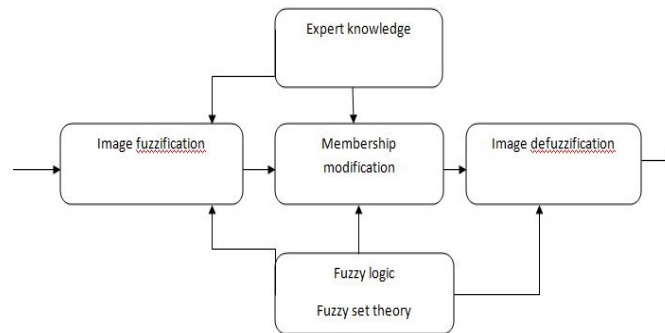 Expert knowledge
Image fuzzification
Membership
modification
Image defuzzification
Fuzzy logic
Fuzzy set theory